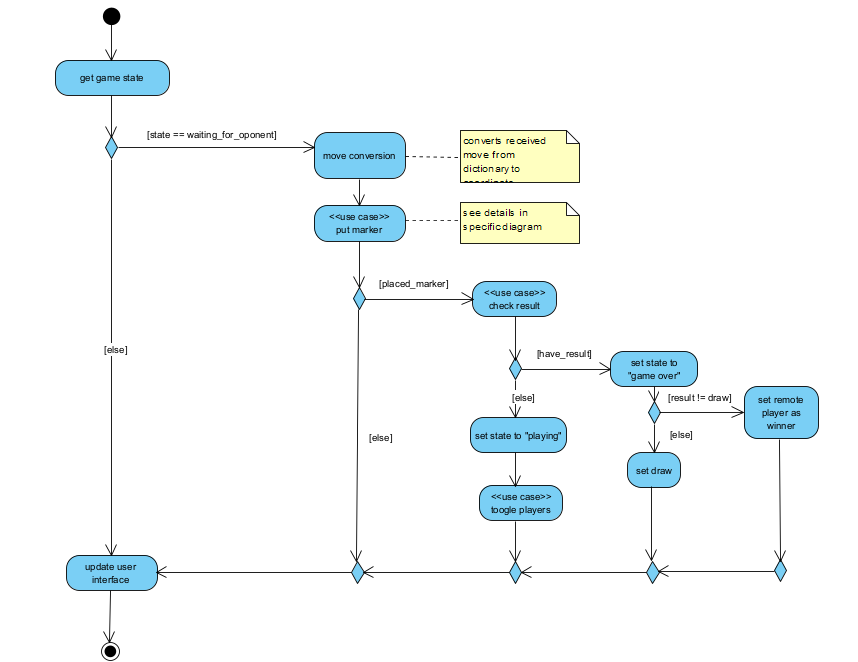 get game state
[state == waiting_for_oponent]
move conversion
converts received
move from
dictionary to
<<use case>>
put marker
see details in
specific diagram
[placed_marker]
<<use case>>
check result
[else]
[have_result]
set state to
"game over"
[result != draw]
set remote
player as
winner
[else]
set state to "playing"
[else]
[else]
set draw
<<use case>>
toogle players
update user
interface